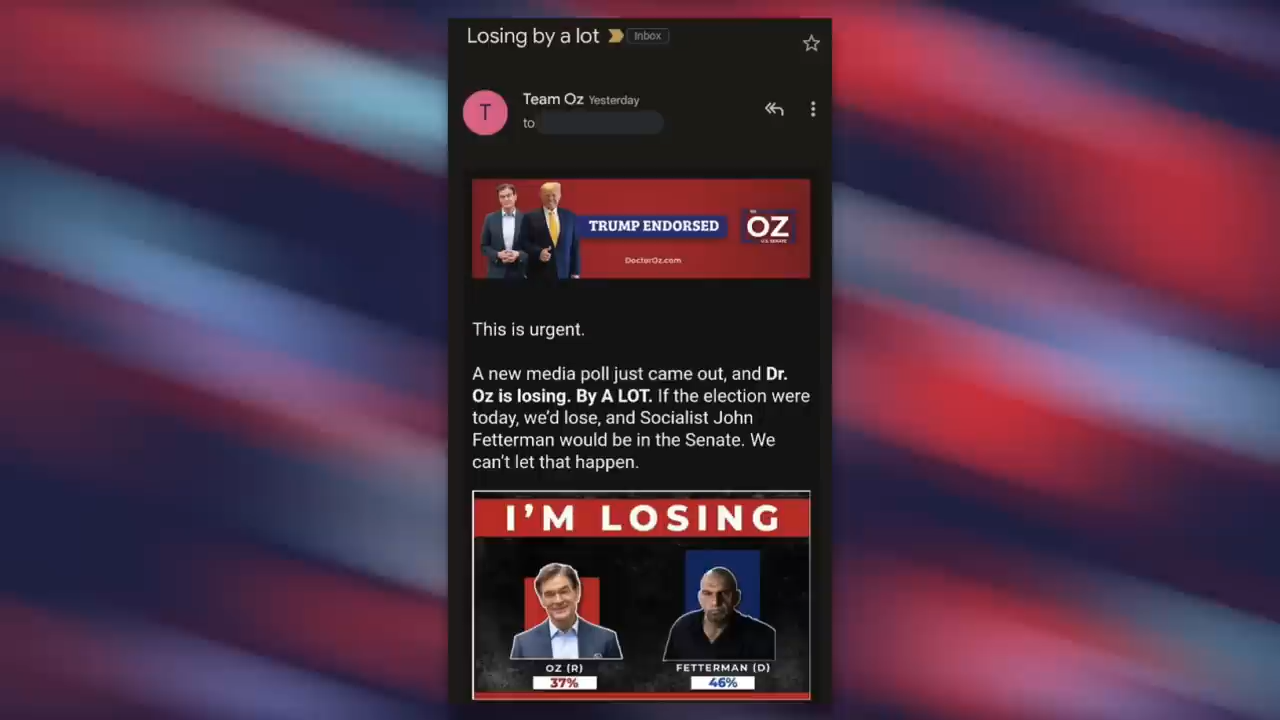 Losing by a lot Inbox
T
Team Oz Yesterday
to
TRUMP ENDORSED
OZ
U.S. SENATE
DoctorOz.com
This is urgent.
A new media poll just came out, and Dr.
Oz is losing. By A LOT. If the election were
today, we'd lose, and Socialist John
Fetterman would be in the Senate. We
can't let that happen.
I'M LOSING
OZ (R) FETTERMAN (D)
37% 46%